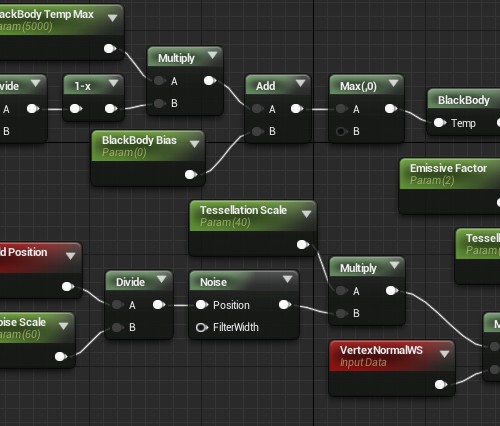 BlackBody Temp Max
Param (5000)
Multiply
A
B
vide
A
B
1-x
Add
A
B
Max(,0)
A
B
BlackBody
Temp
BlackBody Bias
Param (0)
Emissive Factor
Param (2)
Tessellation Scale
Param (40)
Tessell
Param (
d Position
Divide
A
B
Noise
Position
FilterWidth
Multiply
A
B
oise Scale
Param (60)
VertexNormalWS
Input Data
M